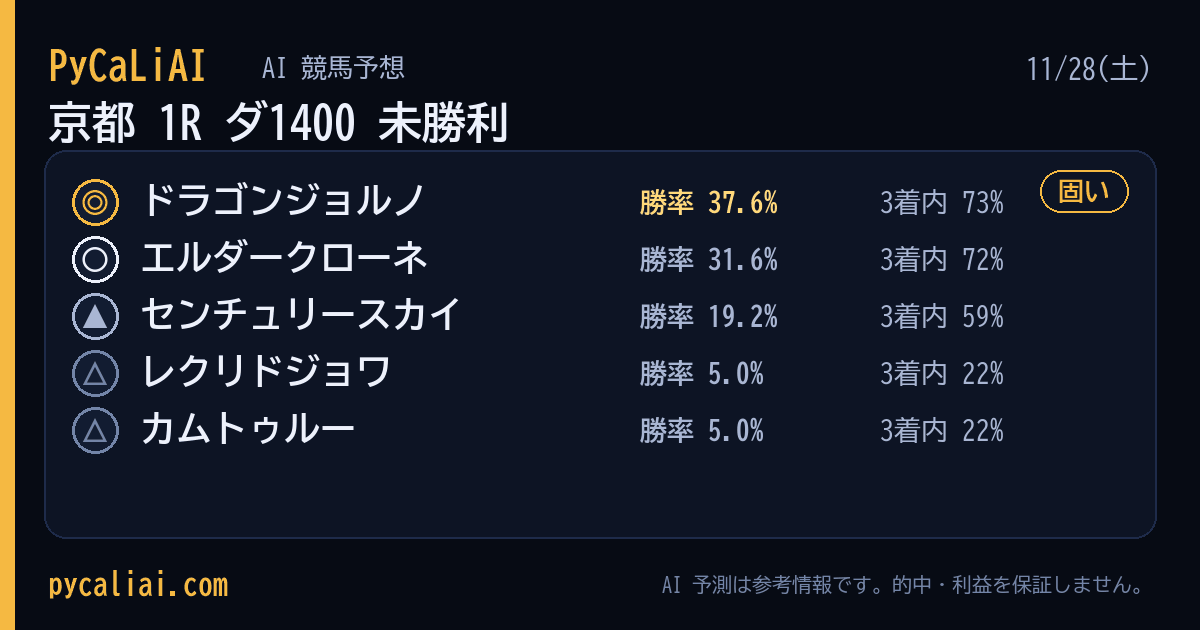 PyCaLiAI AI 競馬予想 11/28(土)
京都 1R ダ1400 未勝利
◎ ドラゴンジョルノ 勝率 37.6% 3着内 73% 固い
○ エルダークローネ 勝率 31.6% 3着内 72%
▲ センチュリースカイ 勝率 19.2% 3着内 59%
△ レクリドジョワ 勝率 5.0% 3着内 22%
△ カムトゥルー 勝率 5.0% 3着内 22%
pycaliai.com AI 予測は参考情報です。的中・利益を保証しません。